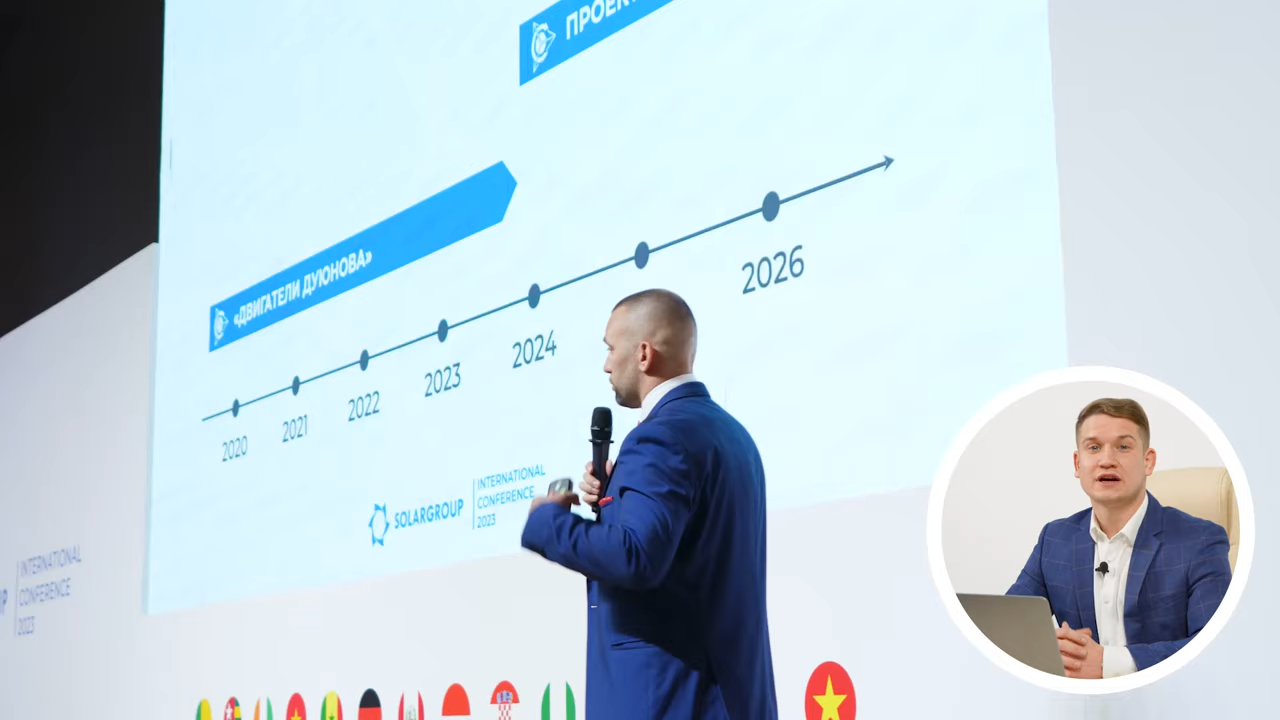 ПРОЕК
«ДВИГАТЕЛИ ДУЮНОВА»
2020
2021
2022
2023
2024
2026
SOLARGROUP
INTERNATIONAL
CONFERENCE
2023
INTERNATIONAL
CONFERENCE
2023